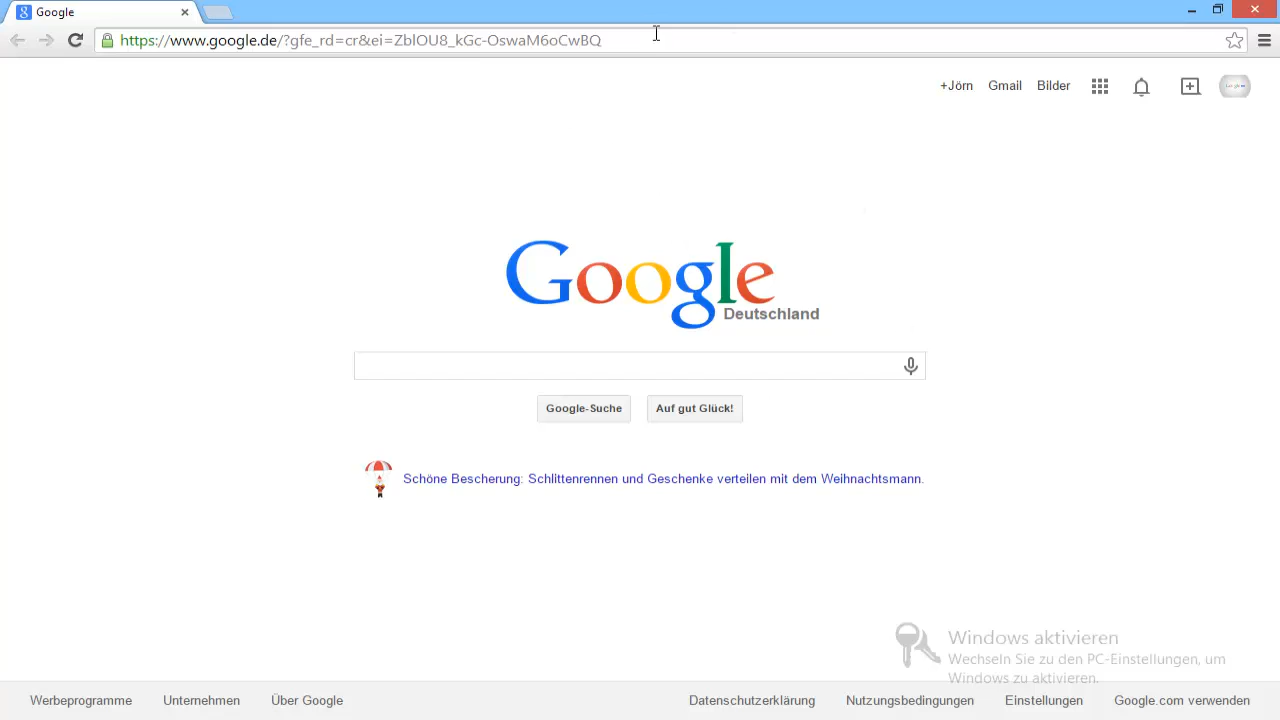 Google
https://www.google.de/?gfe_rd=cr&ei=ZblOU8_kGc-OswaM6oCwBQ
+Jörn Gmail Bilder
Google
Deutschland
Google-Suche Auf gut Glück!
Schöne Bescherung: Schlittenrennen und Geschenke verteilen mit dem Weihnachtsmann.
Windows aktivieren
Wechseln Sie zu den PC-Einstellungen, um
Windows zu aktivieren.
Werbeprogramme Unternehmen Über Google Datenschutzerklärung Nutzungsbedingungen Einstellungen Google.com verwenden